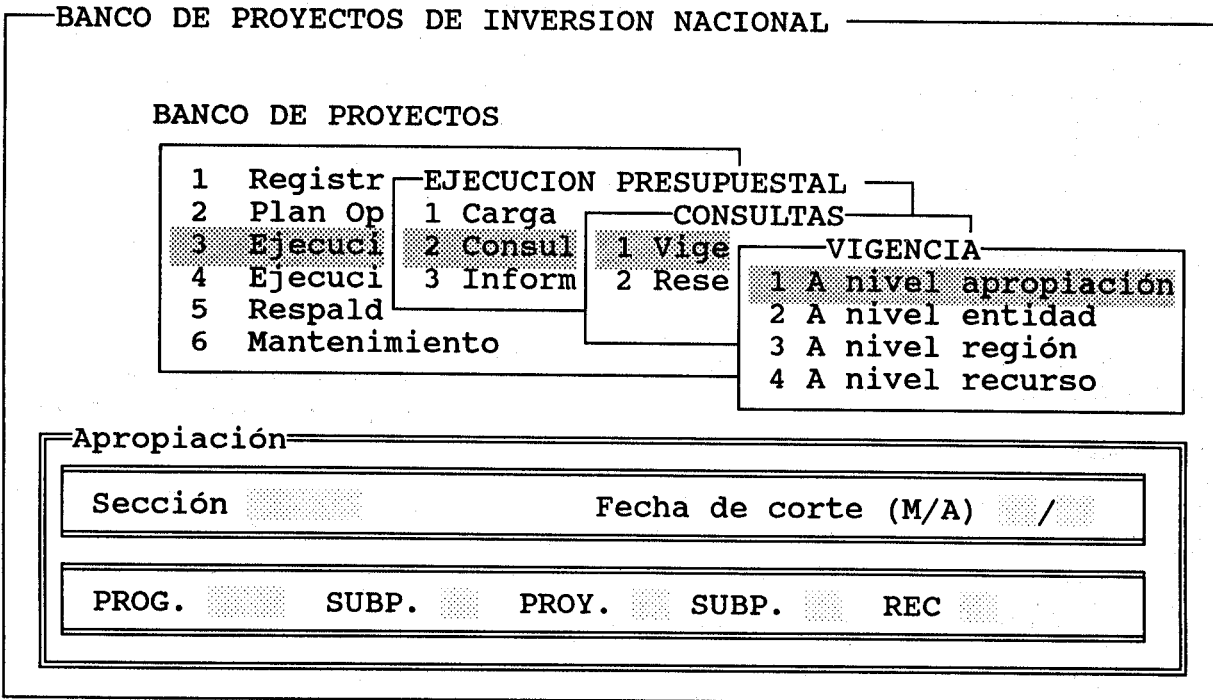 BANCO DE PROYECTOS DE INVERSION NACIONAL
BANCO DE PROYECTOS
1 Registr EJECUCION PRESUPUESTAL
2 Plan Op 1 Carga CONSULTAS
3 Ejecuci 2 Consul 1 Vige VIGENCIA
4 Ejecuci 3 Inform 2 Rese 1 A nivel apropiación
5 Respald 2 A nivel entidad
6 Mantenimiento 3 A nivel región
4 A nivel recurso
Apropiación
Sección Fecha de corte (M/A) /
PROG. SUBP. PROY. SUBP. REC